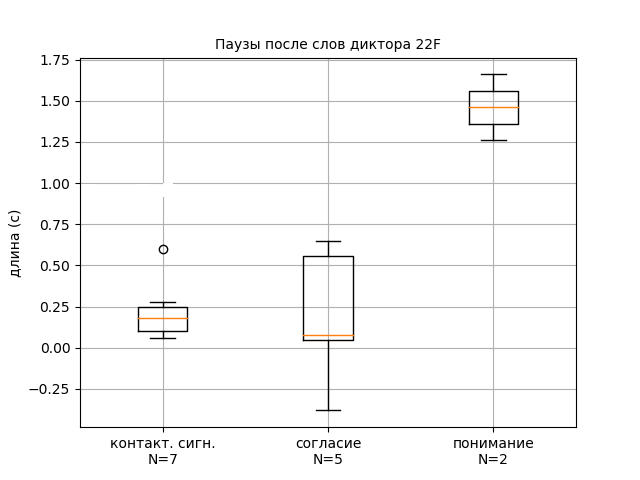 Паузы после слов диктора 22F
длина (с)
1.75
1.50
1.25
1.00
0.75
0.50
0.25
0.00
−0.25
контакт. сигн.
N=7
согласие
N=5
понимание
N=2